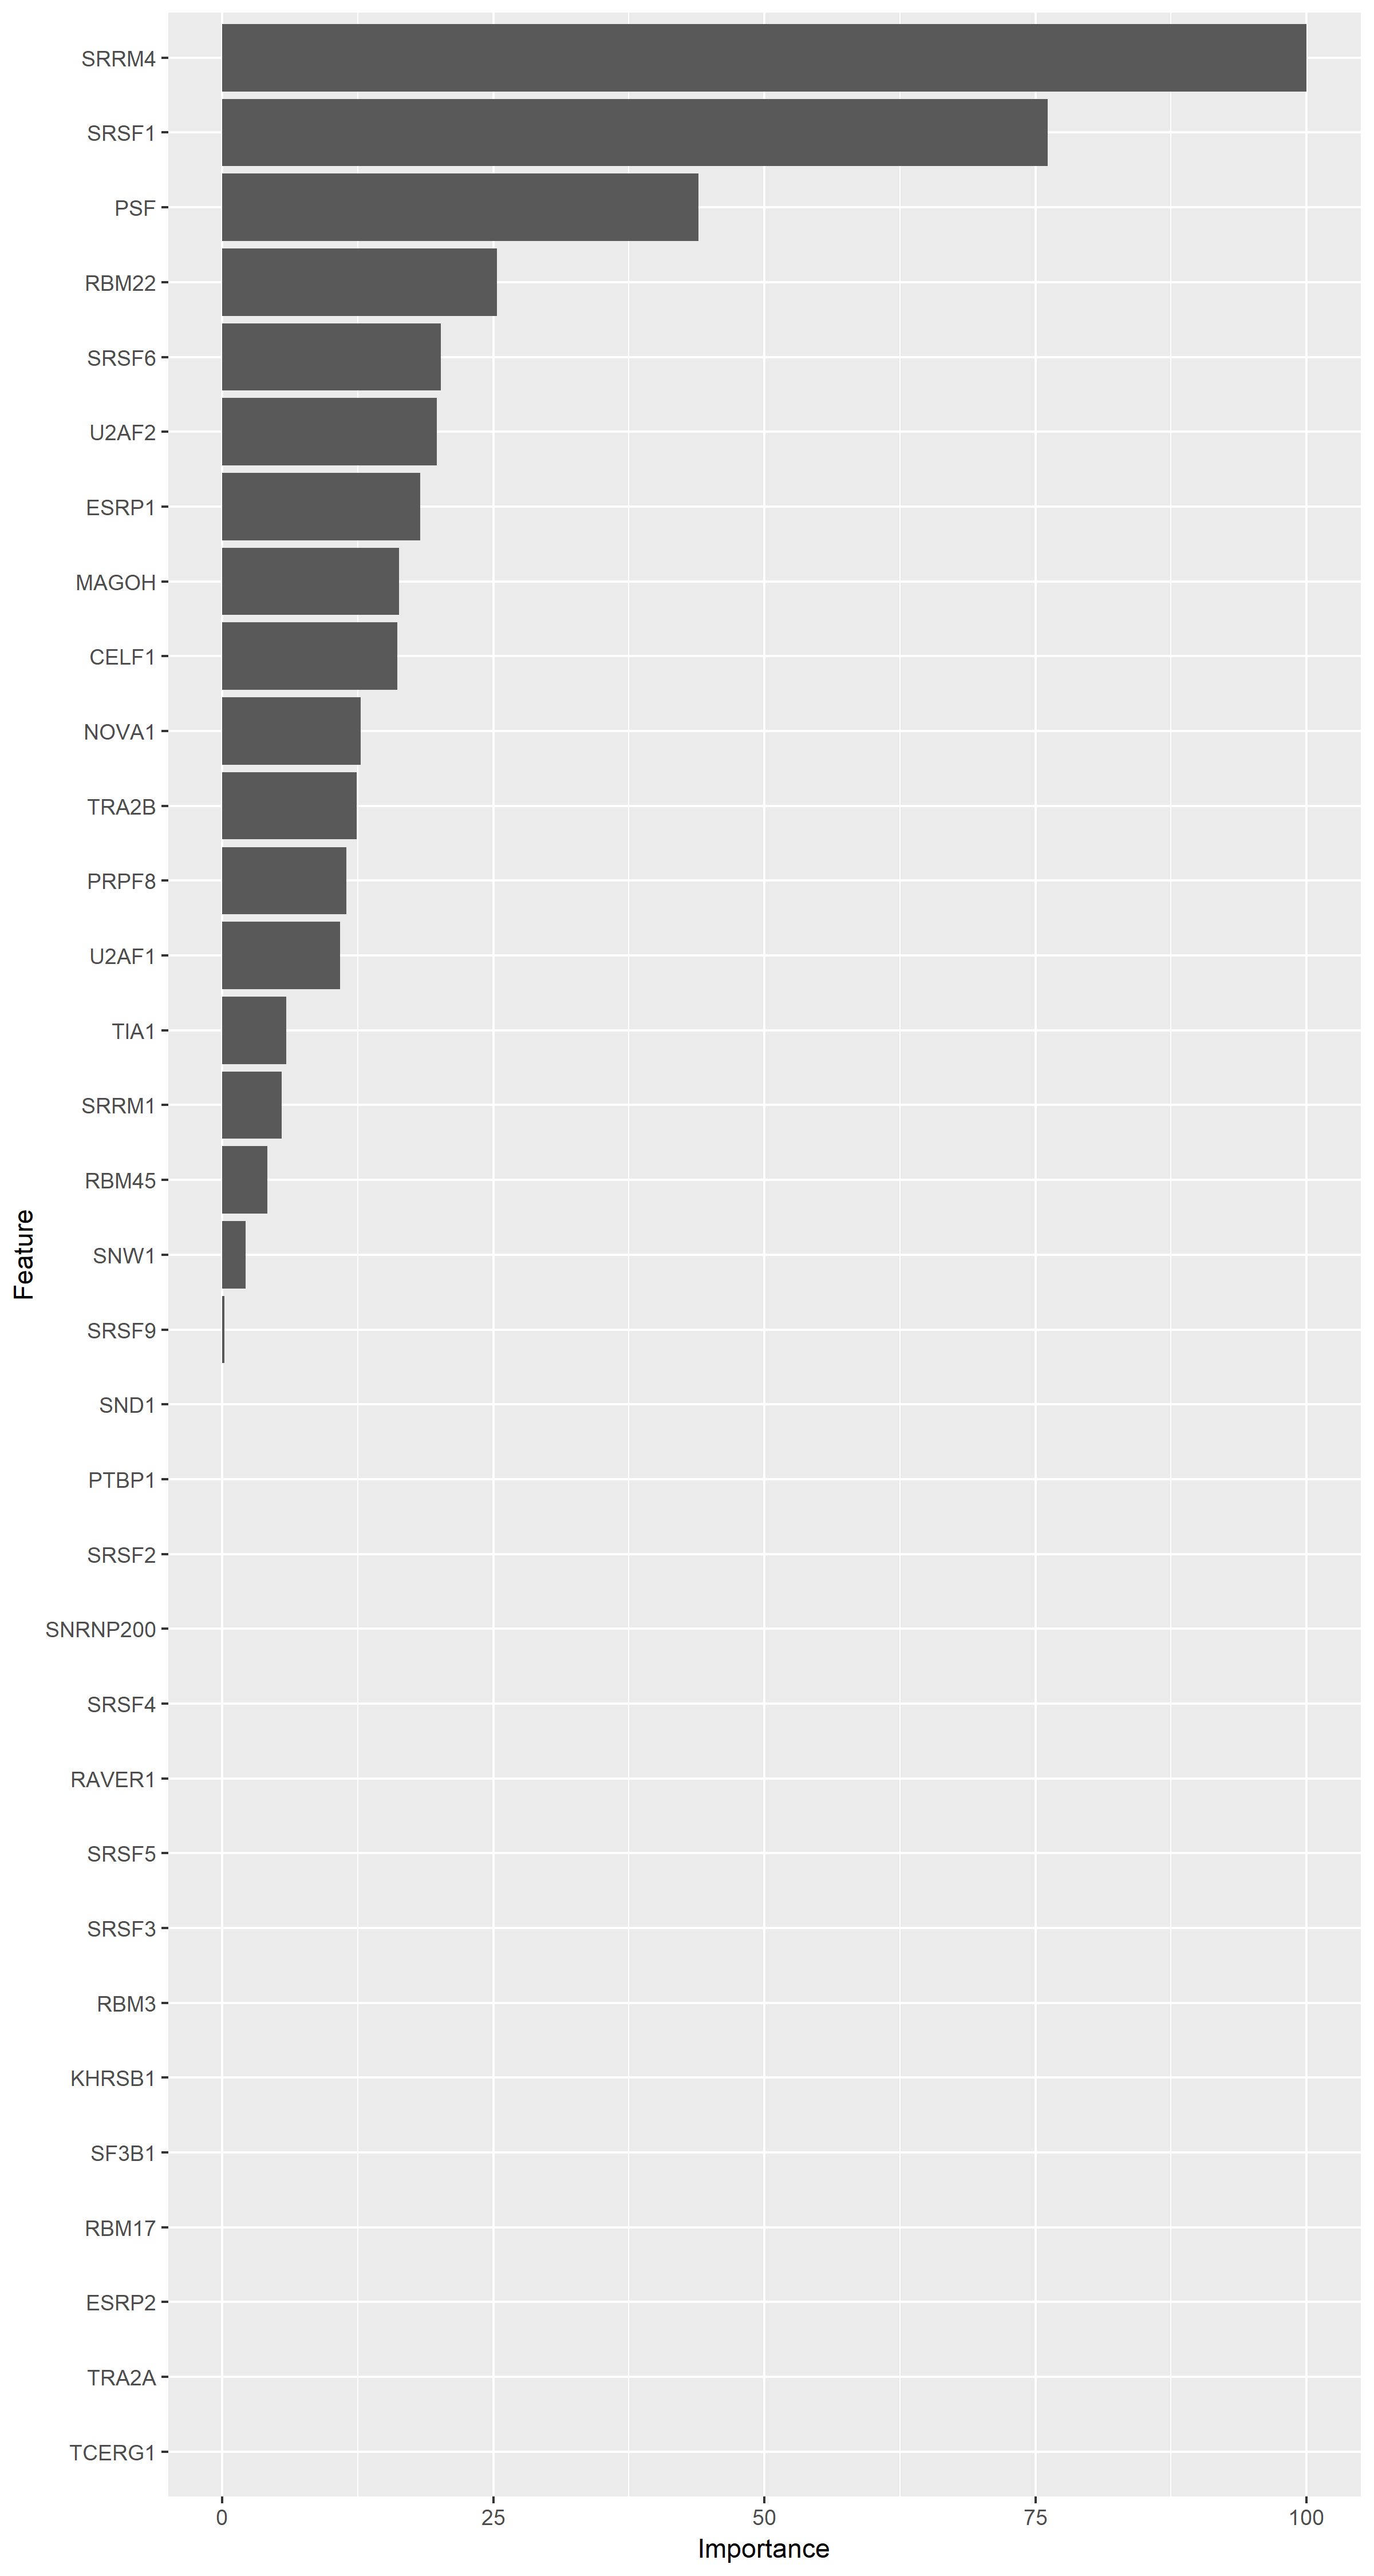 SRRM4
SRSF1
PSF
RBM22
SRSF6
U2AF2
ESRP1
MAGOH
CELF1
NOVA1
TRA2B
PRPF8
U2AF1
TIA1
SRRM1
RBM45
SNW1
SRSF9
SND1
PTBP1
SRSF2
SNRNP200
SRSF4
RAVER1
SRSF5
SRSF3
RBM3
KHRSB1
SF3B1
RBM17
ESRP2
TRA2A
TCERG1
Feature
0 25 50 75 100
Importance